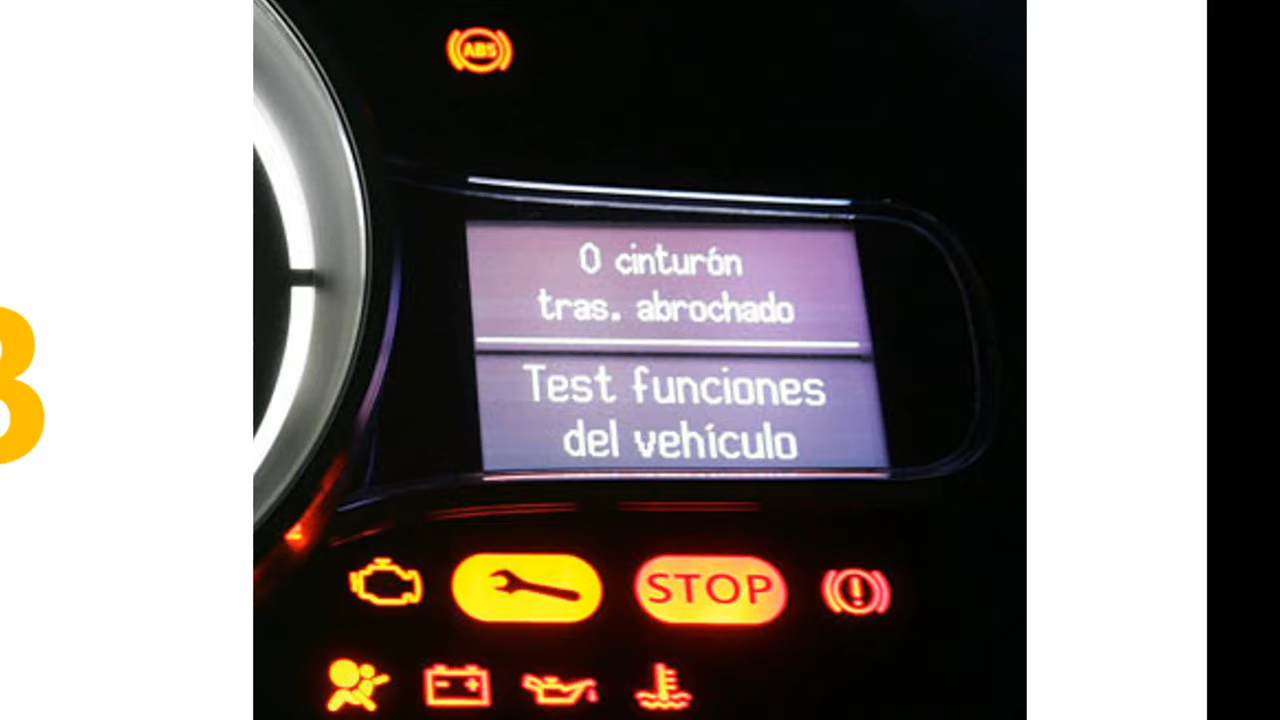 ABS
0 cinturón
tras. abrochado
Test funciones
del vehículo
STOP